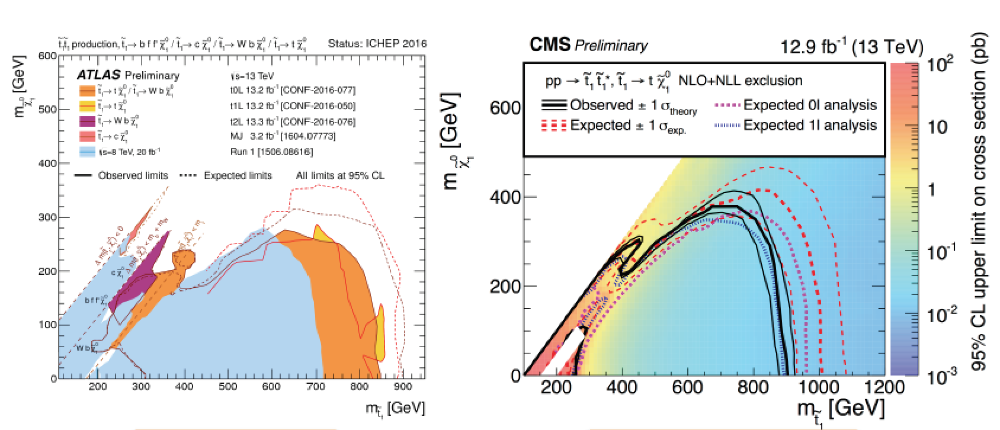 t̃₁t̃₁ production, t̃₁→ b f f' χ̃₁⁰ / t̃₁→ c χ̃₁⁰ / t̃₁→ W b χ̃₁⁰ / t̃₁→ t χ̃₁⁰ Status: ICHEP 2016
m_χ̃₁⁰ [GeV]
600
500
400
300
200
100
0
ATLAS Preliminary
t̃₁→ t χ̃₁⁰ / t̃₁→ W b χ̃₁⁰
t̃₁→ t χ̃₁⁰
t̃₁→ W b χ̃₁⁰
t̃₁→ c χ̃₁⁰
√s=8 TeV, 20 fb⁻¹
√s=13 TeV
t0L 13.2 fb⁻¹ [CONF-2016-077]
t1L 13.2 fb⁻¹ [CONF-2016-050]
t2L 13.3 fb⁻¹ [CONF-2016-076]
MJ 3.2 fb⁻¹ [1604.07773]
Run 1 [1506.08616]
Observed limits Expected limits All limits at 95% CL
c χ̃₁⁰
b f f' χ̃₁⁰
W b χ̃₁⁰
200 300 400 500 600 700 800 900
m_t̃₁ [GeV]
CMS Preliminary 12.9 fb⁻¹ (13 TeV)
pp → t̃₁ t̃₁*, t̃₁ → t χ̃₁⁰ NLO+NLL exclusion
Observed ± 1 σ_theory Expected 0l analysis
Expected ± 1 σ_exp. Expected 1l analysis
m_χ̃₁⁰ [GeV]
600
400
200
0
200 400 600 800 1000 1200
m_t̃₁ [GeV]
10²
10
1
10⁻¹
10⁻²
10⁻³
95% CL upper limit on cross section (pb)